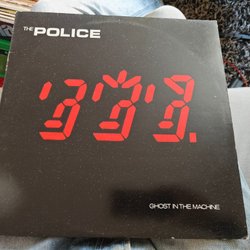 THE POLICE
GHOST IN THE MACHINE